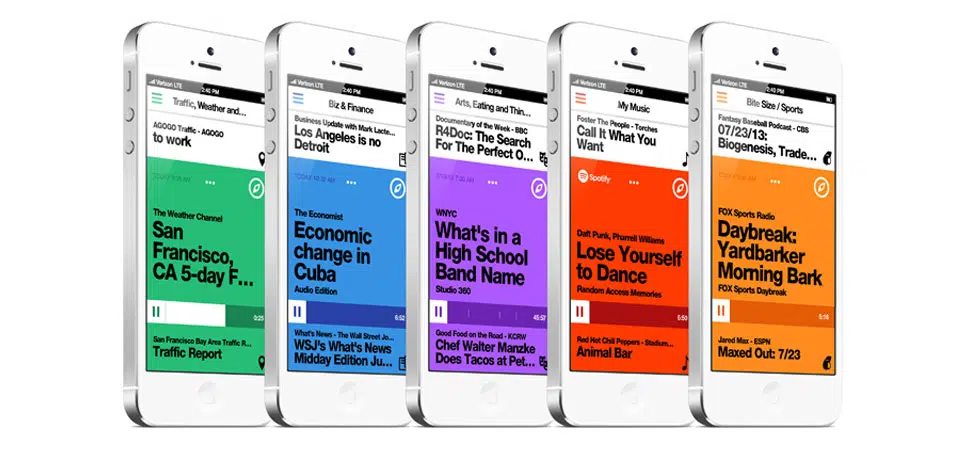 Verizon LTE 2:40 PM
Traffic, Weather and...
AGOGO Traffic - AGOGO
to work
TODAY
The Weather Channel
San
Francisco,
CA 5-day F...
9:25
San Francisco Bay Area Traffic R...
Traffic Report
Verizon LTE 2:40 PM
Biz & Finance
Business Update with Mark Lacte...
Los Angeles is no
Detroit
TODAY
The Economist
Economic
change in
Cuba
Audio Edition
6:52
What's News - The Wall Street Jo...
WSJ's What's News
Midday Edition Ju...
Verizon LTE 2:40 PM
Arts, Eating and Thin...
Documentary of the Week - BBC
R4Doc: The Search
For The Perfect O...
WNYC
What's in a
High School
Band Name
Studio 360
45:57
Good Food on the Road - KCRW
Chef Walter Manzke
Does Tacos at Pet...
Verizon LTE 2:40 PM
My Music
Foster The People - Torches
Call It What You
Want
Spotify
Daft Punk, Pharrell Williams
Lose Yourself
to Dance
Random Access Memories
5:50
Red Hot Chili Peppers - Stadium...
Animal Bar
Verizon LTE 2:40 PM
Bite Size / Sports
Fantasy Baseball Podcast - CBS
07/23/13:
Biogenesis, Trade...
FOX Sports Radio
Daybreak:
Yardbarker
Morning Bark
FOX Sports Daybreak
5:16
Jared Max - ESPN
Maxed Out: 7/23